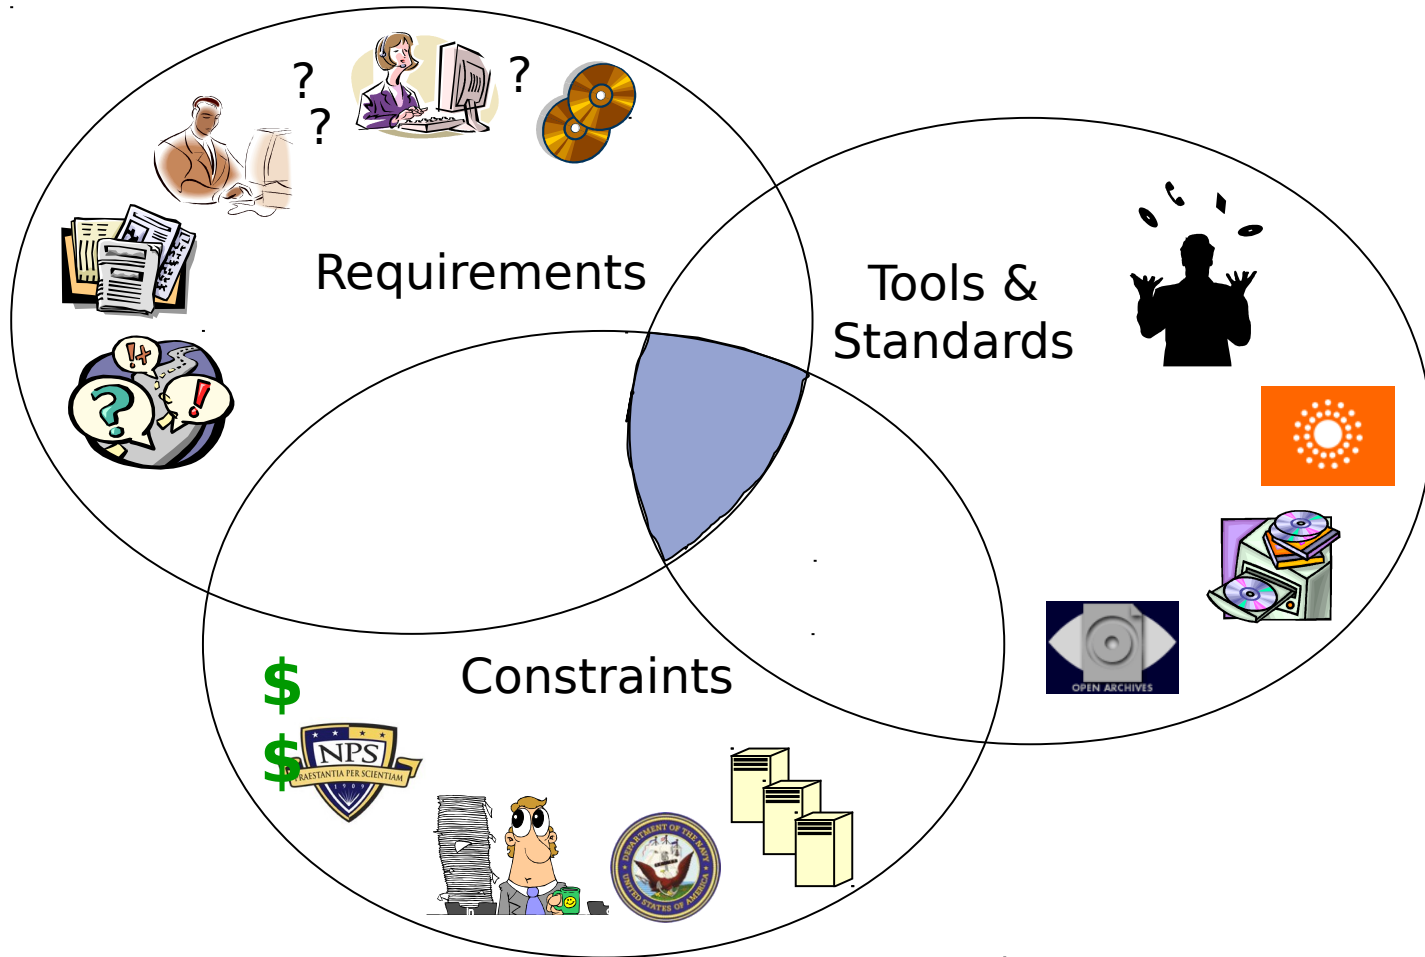 ?
?
?
Requirements
Tools &
Standards
!+
?
!
Constraints
$
$
NPS
PRAESTANTIA PER SCIENTIAM
1909
OPEN ARCHIVES
DEPARTMENT OF THE NAVY
UNITED STATES OF AMERICA